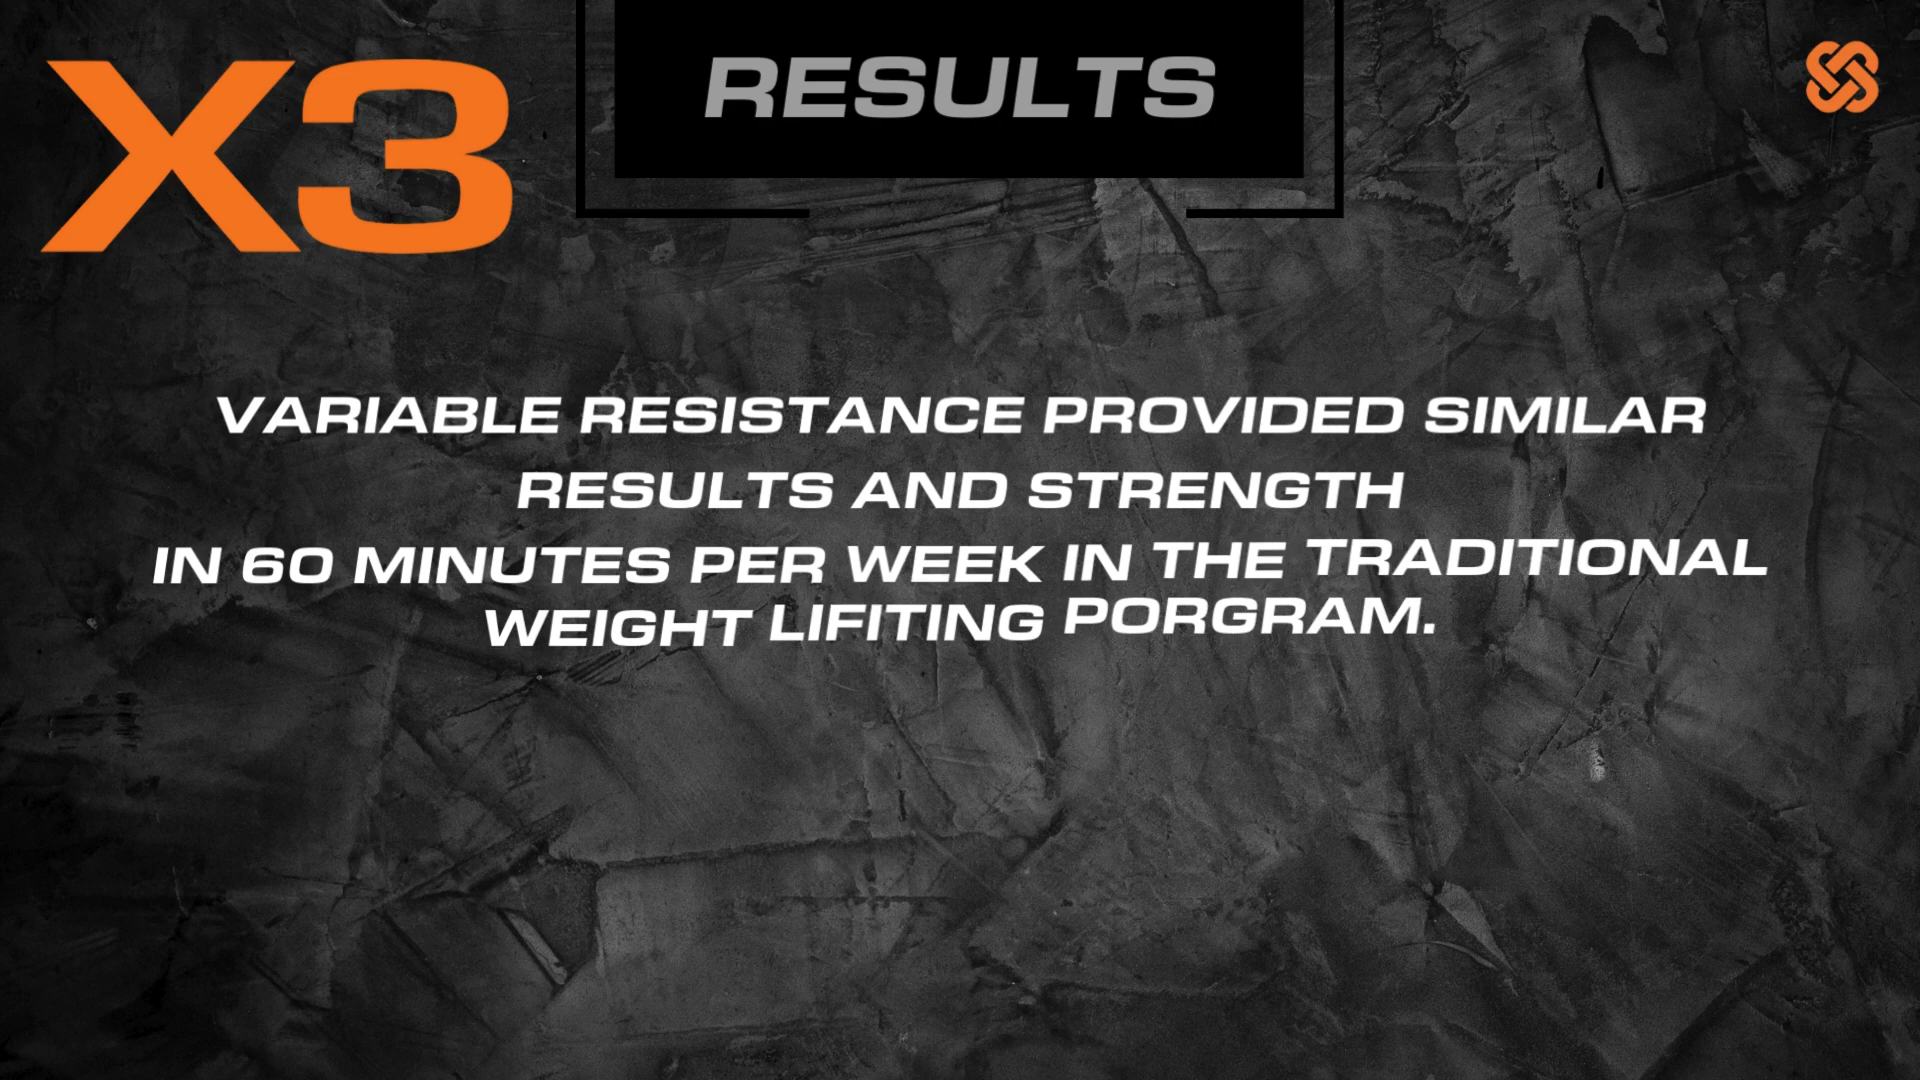 X3
RESULTS
VARIABLE RESISTANCE PROVIDED SIMILAR
RESULTS AND STRENGTH
IN 60 MINUTES PER WEEK IN THE TRADITIONAL
WEIGHT LIFITING PORGRAM.